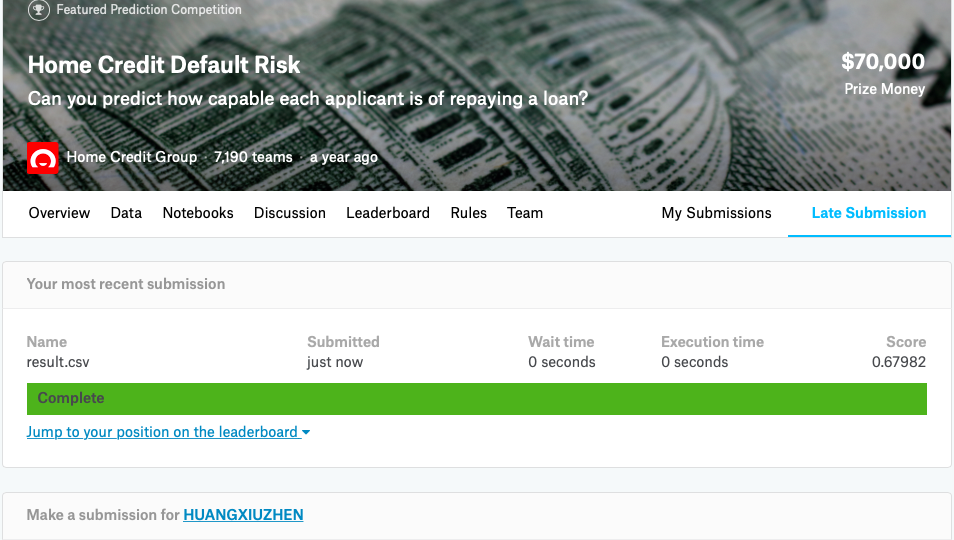 Featured Prediction Competition
Home Credit Default Risk
$70,000
Can you predict how capable each applicant is of repaying a loan?
Prize Money
Home Credit Group · 7,190 teams · a year ago
Overview Data Notebooks Discussion Leaderboard Rules Team My Submissions Late Submission
Your most recent submission
Name Submitted Wait time Execution time Score
result.csv just now 0 seconds 0 seconds 0.67982
Complete
Jump to your position on the leaderboard
Make a submission for HUANGXIUZHEN